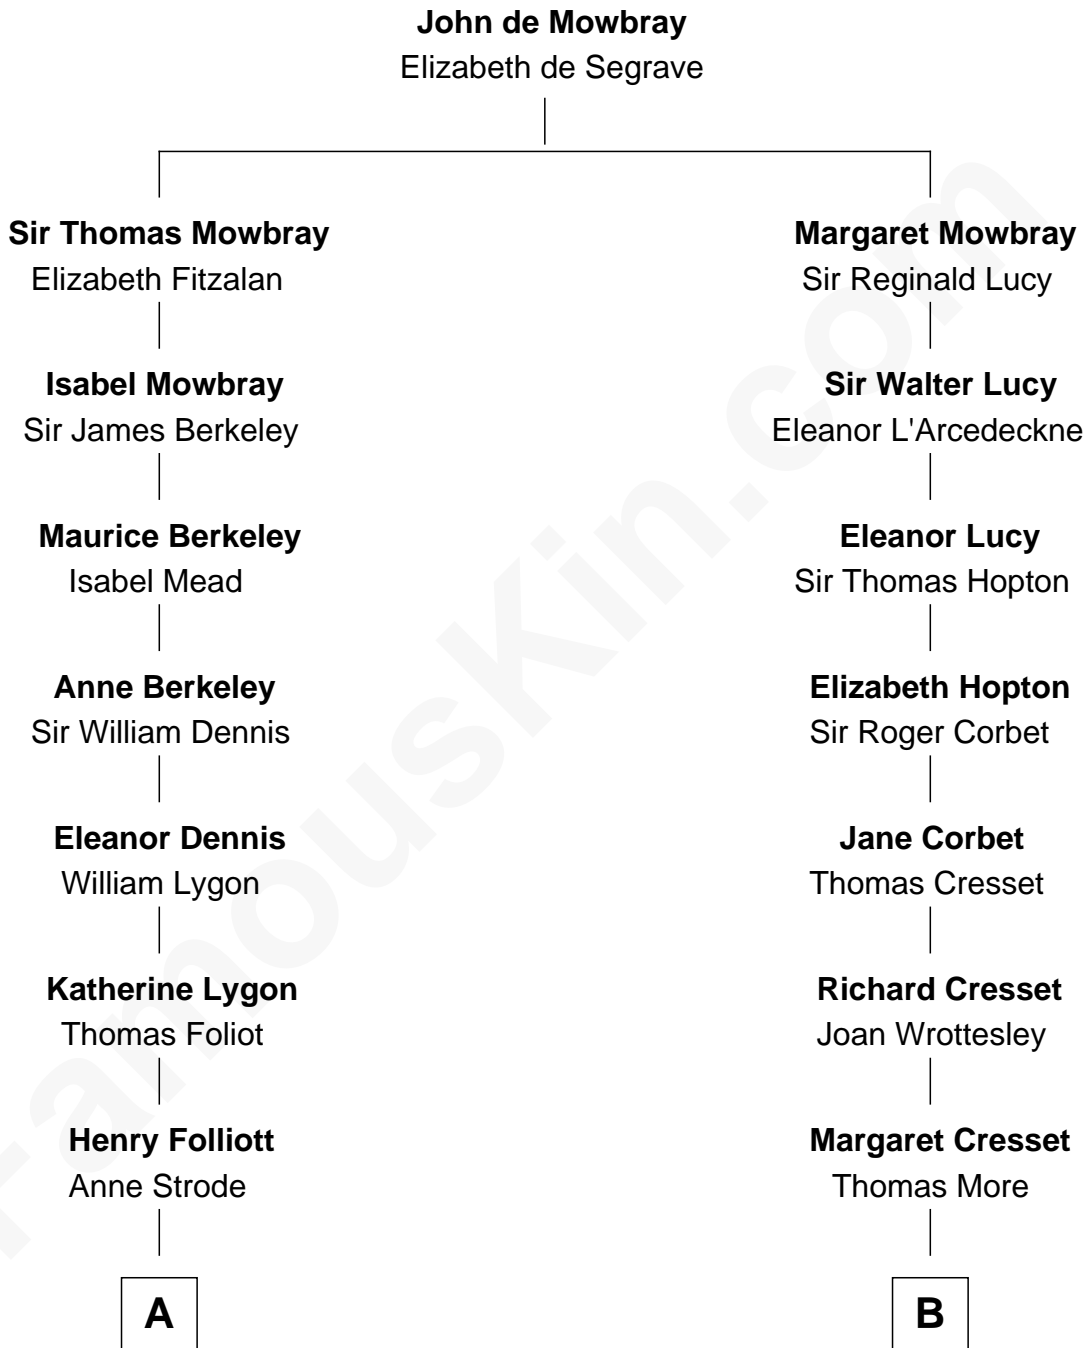 John de Mowbray
Elizabeth de Segrave
Sir Thomas Mowbray
Elizabeth Fitzalan
Margaret Mowbray
Sir Reginald Lucy
Isabel Mowbray
Sir James Berkeley
Sir Walter Lucy
Eleanor L'Arcedeckne
Maurice Berkeley
Isabel Mead
Eleanor Lucy
Sir Thomas Hopton
Anne Berkeley
Sir William Dennis
Elizabeth Hopton
Sir Roger Corbet
Eleanor Dennis
William Lygon
Jane Corbet
Thomas Cresset
Katherine Lygon
Thomas Foliot
Richard Cresset
Joan Wrottesley
Henry Folliott
Anne Strode
Margaret Cresset
Thomas More
A
B
FamousKin.com